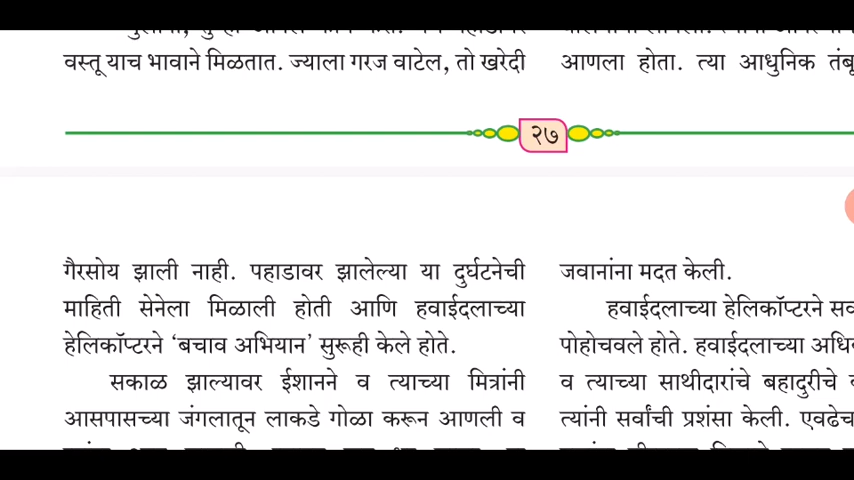 वस्तू याच भावाने मिळतात. ज्याला गरज वाटेल, तो खरेदी
आणला होता. त्या आधुनिक
२७
गैरसोय झाली नाही. पहाडावर झालेल्या या दुर्घटनेची
माहिती सेनेला मिळाली होती आणि हवाईदलाच्या
हेलिकॉप्टरने ‘बचाव अभियान’ सुरूही केले होते.
सकाळ झाल्यावर ईशानने व त्याच्या मित्रांनी
आसपासच्या जंगलातून लाकडे गोळा करून आणली व
जवानांना मदत केली.
हवाईदलाच्या हेलिकॉप्टरने
पोहोचवले होते. हवाईदलाच्या
व त्याच्या साथीदारांचे बहादुरीचे
त्यांनी सर्वांची प्रशंसा केली.